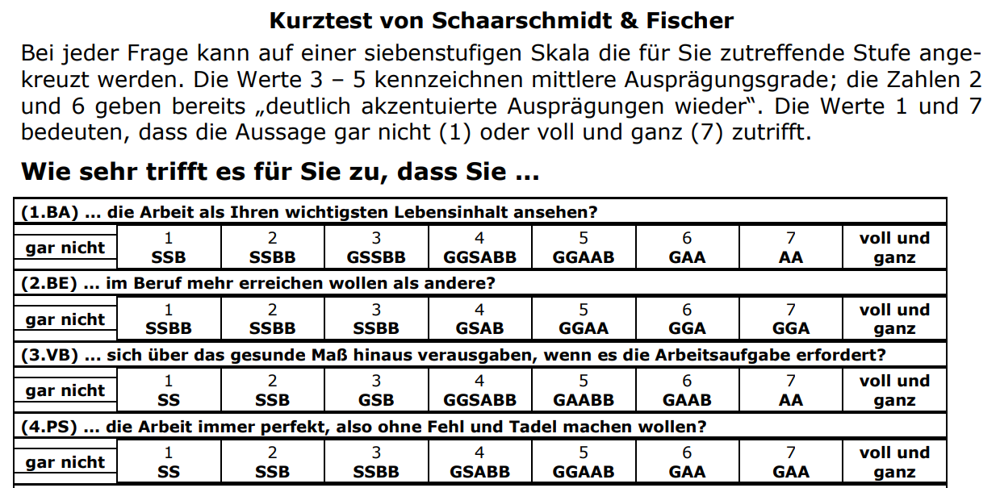 Kurztest von Schaarschmidt & Fischer
Bei jeder Frage kann auf einer siebenstufigen Skala die für Sie zutreffende Stufe ange-
kreuzt werden. Die Werte 3 – 5 kennzeichnen mittlere Ausprägungsgrade; die Zahlen 2
und 6 geben bereits „deutlich akzentuierte Ausprägungen wieder“. Die Werte 1 und 7
bedeuten, dass die Aussage gar nicht (1) oder voll und ganz (7) zutrifft.
Wie sehr trifft es für Sie zu, dass Sie ...
(1.BA) ... die Arbeit als Ihren wichtigsten Lebensinhalt ansehen?
gar nicht 1 2 3 4 5 6 7 voll und
SSB SSBB GSSBB GGSABB GGAAB GAA AA ganz
(2.BE) ... im Beruf mehr erreichen wollen als andere?
gar nicht 1 2 3 4 5 6 7 voll und
SSBB SSBB SSBB GSAB GGAA GGA GGA ganz
(3.VB) ... sich über das gesunde Maß hinaus verausgaben, wenn es die Arbeitsaufgabe erfordert?
gar nicht 1 2 3 4 5 6 7 voll und
SS SSB GSB GGSABB GAABB GAAB AA ganz
(4.PS) ... die Arbeit immer perfekt, also ohne Fehl und Tadel machen wollen?
gar nicht 1 2 3 4 5 6 7 voll und
SS SSB SSBB GSABB GGAAB GAA GAA ganz